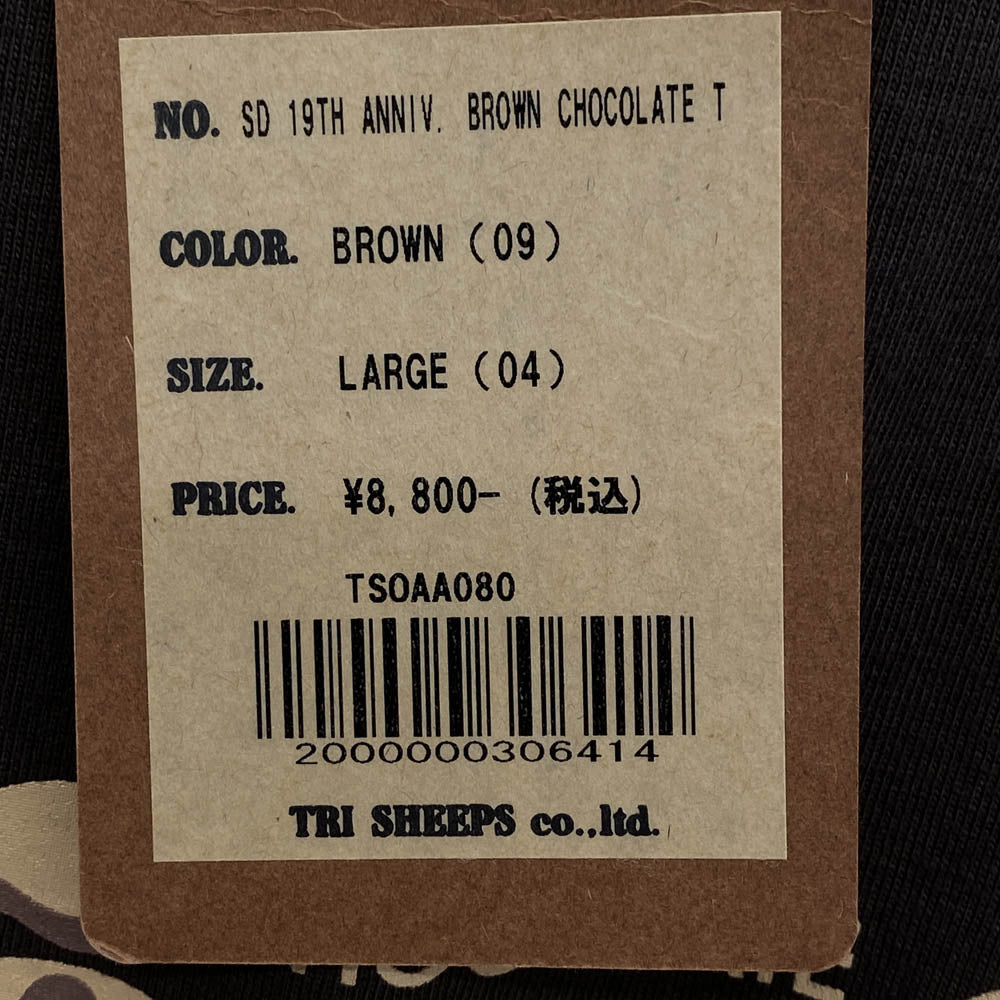 NO. SD 19TH ANNIV. BROWN CHOCOLATE T
COLOR. BROWN (09)
SIZE. LARGE (04)
PRICE. ¥8,800- (税込)
TSOAA080
2000000306414
TRI SHEEPS co.,ltd.